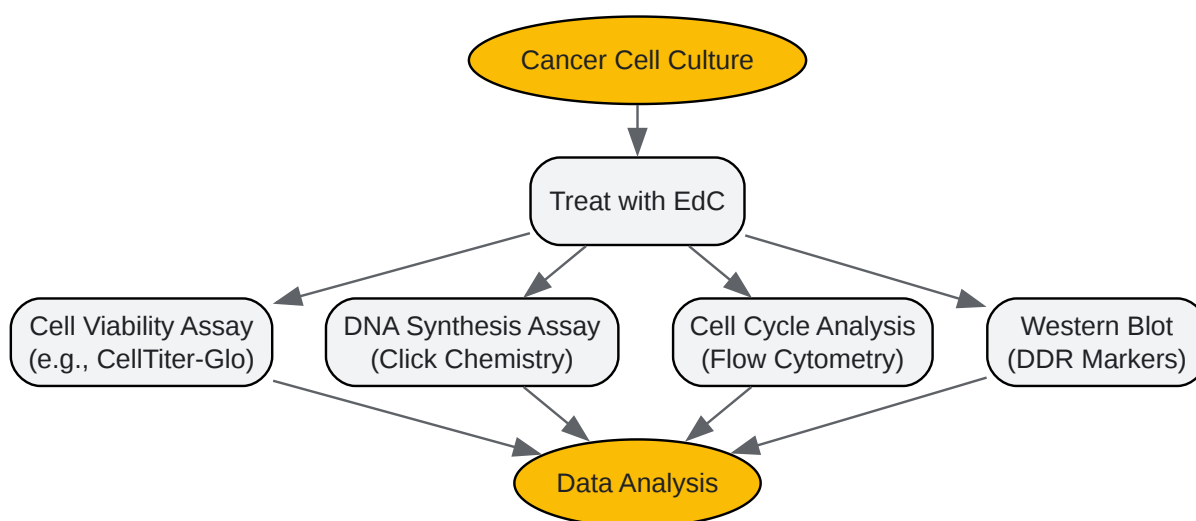 Cancer Cell Culture
Treat with EdC
Cell Viability Assay
(e.g., CellTiter-Glo)
DNA Synthesis Assay
(Click Chemistry)
Cell Cycle Analysis
(Flow Cytometry)
Western Blot
(DDR Markers)
Data Analysis